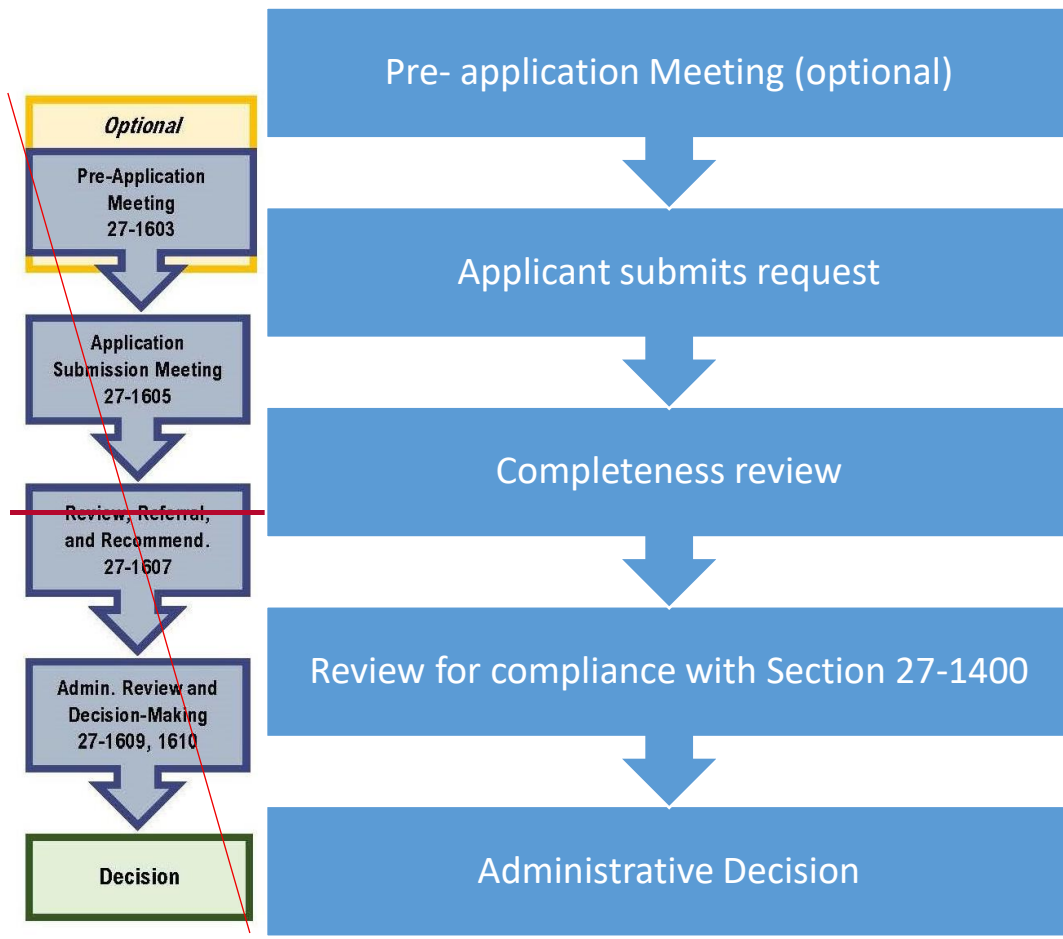 Optional
Pre-Application
Meeting
27-1603
Application
Submission Meeting
27-1605
Review, Referral,
and Recommend.
27-1607
Admin. Review and
Decision-Making
27-1609, 1610
Decision
Pre- application Meeting (optional)
Applicant submits request
Completeness review
Review for compliance with Section 27-1400
Administrative Decision